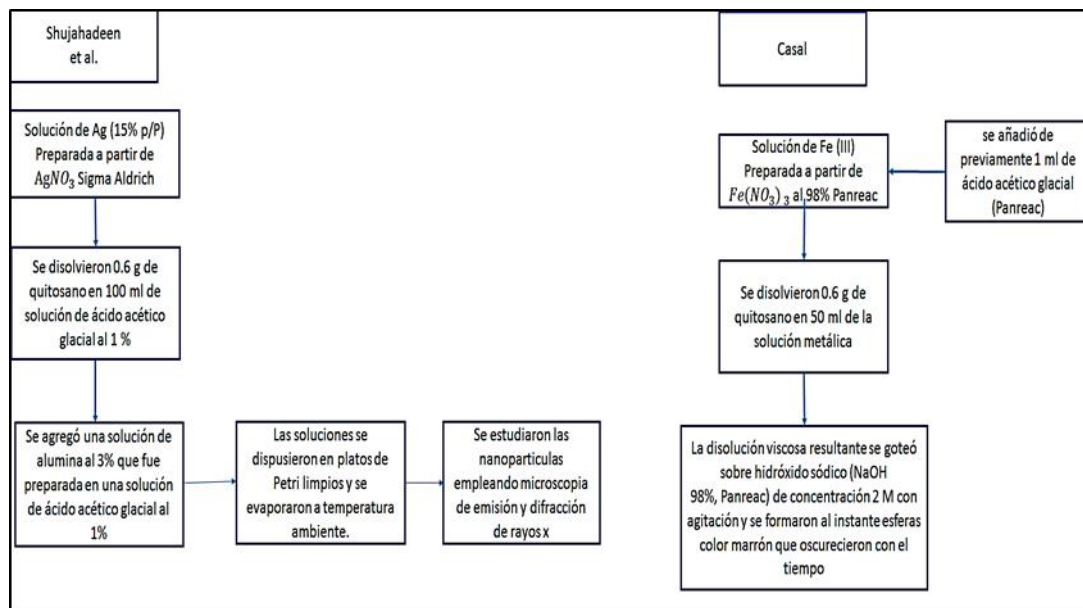 Shujahadeen
et al.
Solución de Ag (15% p/P)
Preparada a partir de
AgNO₃ Sigma Aldrich
Se disolvieron 0.6 g de
quitosano en 100 ml de
solución de ácido acético
glacial al 1 %
Se agregó una solución de
alumina al 3% que fue
preparada en una solución
de ácido acético glacial al
1%
Las soluciones se
dispusieron en platos de
Petri limpios y se
evaporaron a temperatura
ambiente.
Se estudiaron las
nanoparticulas
empleando microscopia
de emisión y difracción
de rayos x
Casal
Solución de Fe (III)
Preparada a partir de
Fe(NO₃)₃ al 98% Panreac
se añadió de
previamente 1 ml de
ácido acético glacial
(Panreac)
Se disolvieron 0.6 g de
quitosano en 50 ml de la
solución metálica
La disolución viscosa resultante se goteó
sobre hidróxido sódico (NaOH
98%, Panreac) de concentración 2 M con
agitación y se formaron al instante esferas
color marrón que oscurecieron con el
tiempo